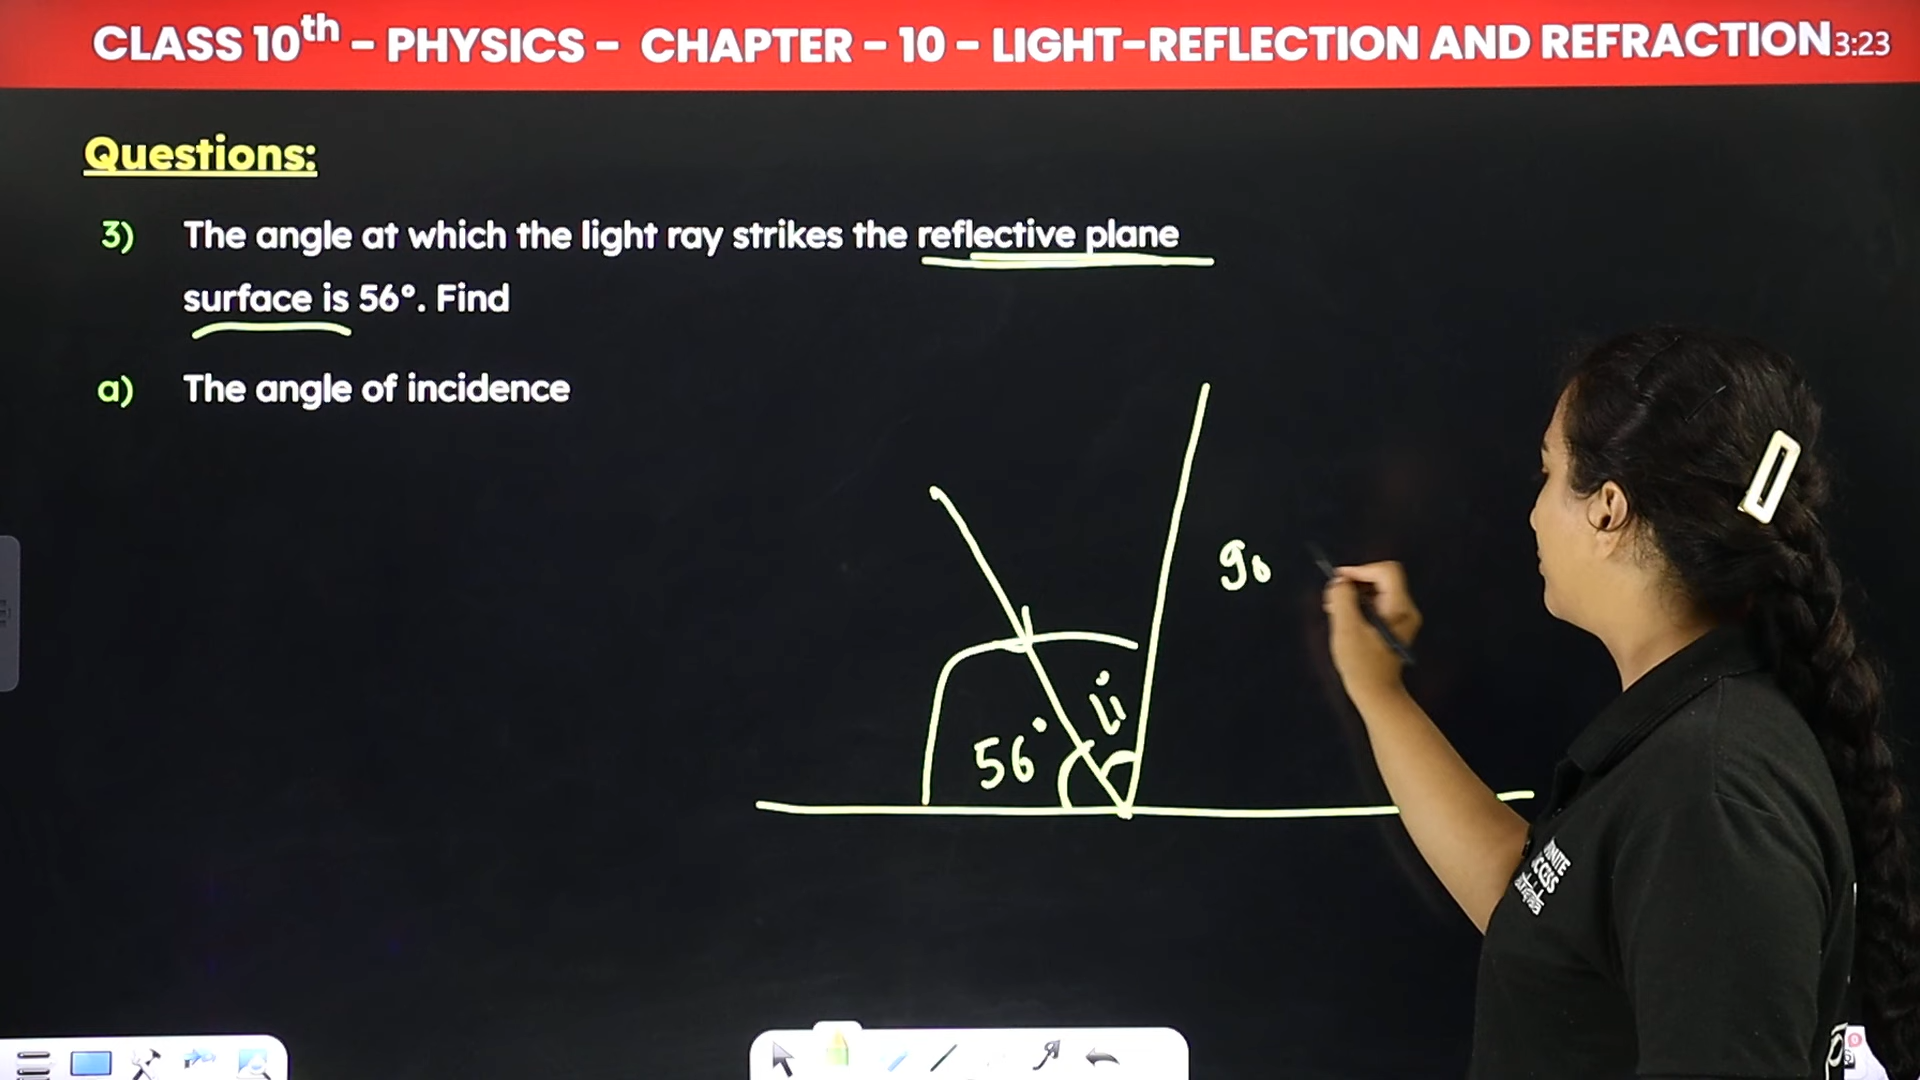 CLASS 10th - PHYSICS - CHAPTER - 10 - LIGHT-REFLECTION AND REFRACTION
3:23
Questions:
3) The angle at which the light ray strikes the reflective plane
surface is 56°. Find
a) The angle of incidence
90
∠i
56°